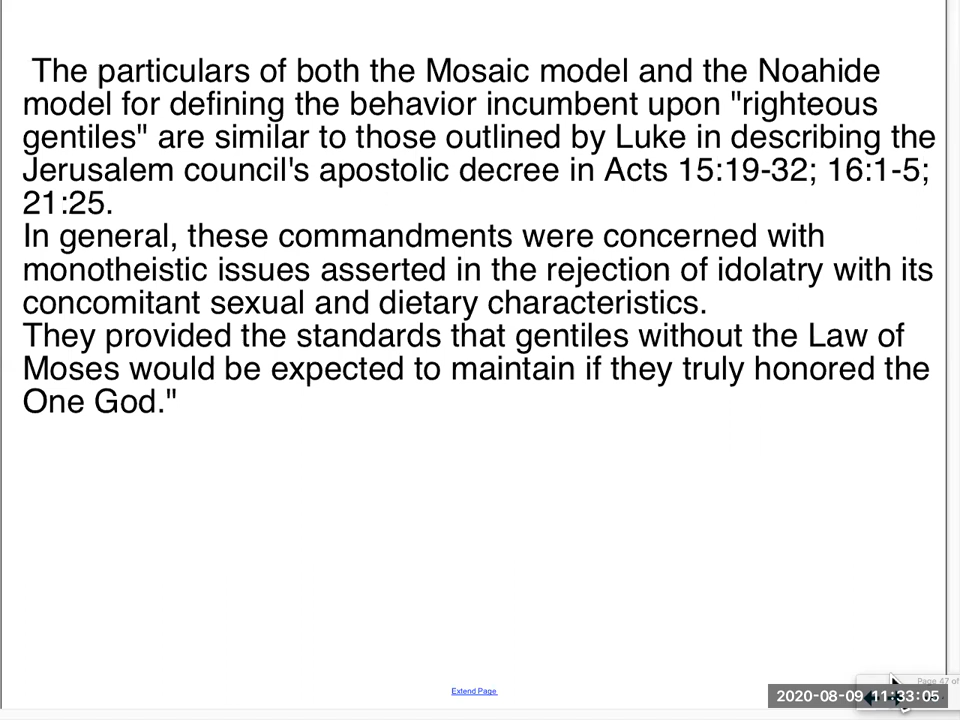 The particulars of both the Mosaic model and the Noahide
model for defining the behavior incumbent upon "righteous
gentiles" are similar to those outlined by Luke in describing the
Jerusalem council's apostolic decree in Acts 15:19-32; 16:1-5;
21:25.
In general, these commandments were concerned with
monotheistic issues asserted in the rejection of idolatry with its
concomitant sexual and dietary characteristics.
They provided the standards that gentiles without the Law of
Moses would be expected to maintain if they truly honored the
One God."
Page 47 of
Extend Page
2020-08-09 11:33:05